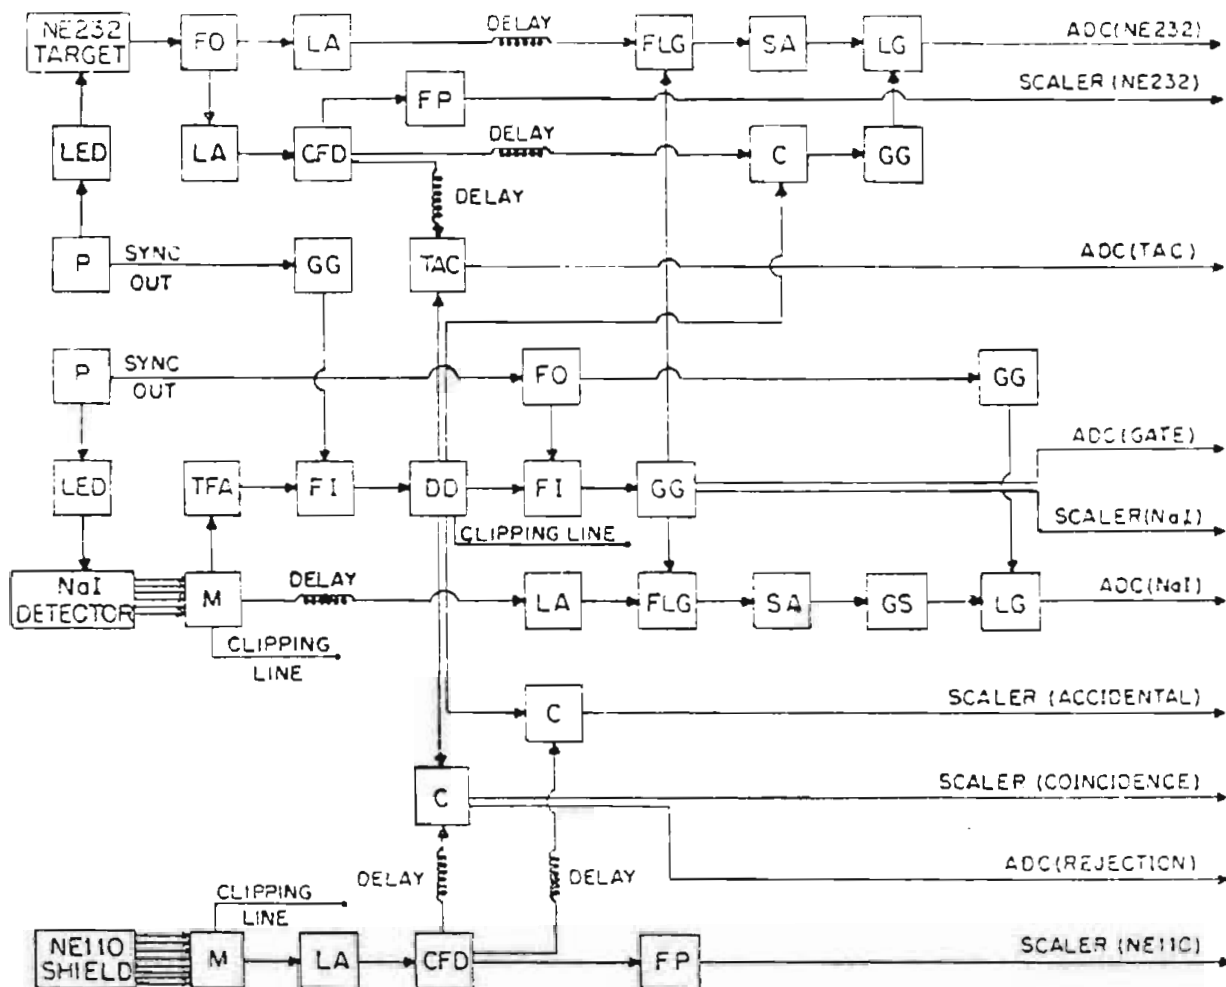 NE232
TARGET
FO
LA
DELAY
FLG
SA
LG
ADC(NE232)
FP
SCALER (NE232)
LED
LA
CFD
DELAY
C
GG
DELAY
P
SYNC
OUT
GG
TAC
ADC(TAC)
P
SYNC
OUT
FO
GG
LED
TFA
FI
DD
FI
GG
ADC(GATE)
CLIPPING LINE
SCALER(NaI)
NaI
DETECTOR
M
DELAY
LA
FLG
SA
GS
LG
ADC(NaI)
CLIPPING
LINE
C
SCALER (ACCIDENTAL)
C
SCALER (COINCIDENCE)
DELAY
DELAY
ADC(REJECTION)
CLIPPING
LINE
NE110
SHIELD
M
LA
CFD
FP
SCALER (NE110)